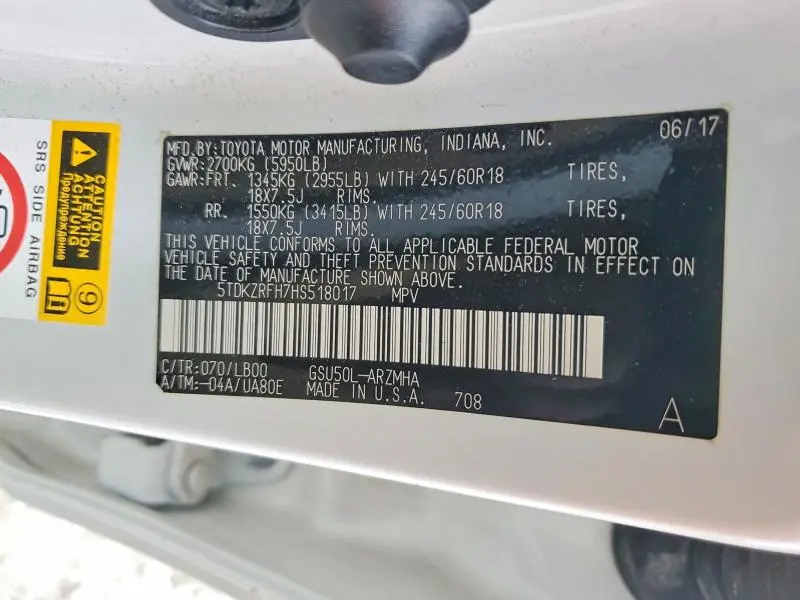 SRS SIDE AIRBAG
CAUTION
ATTENTION
ACHTUNG
Предупреждение
9
MFD.BY:TOYOTA MOTOR MANUFACTURING, INDIANA, INC. 06/17
GVWR:2700KG (5950LB)
GAWR:FRT. 1345KG (2955LB) WITH 245/60R18 TIRES,
18X7.5J RIMS.
RR. 1550KG (3415LB) WITH 245/60R18 TIRES,
18X7.5J RIMS.
THIS VEHICLE CONFORMS TO ALL APPLICABLE FEDERAL MOTOR
VEHICLE SAFETY AND THEFT PREVENTION STANDARDS IN EFFECT ON
THE DATE OF MANUFACTURE SHOWN ABOVE.
5TDKZRFH7HS518017 MPV
C/TR:070/LB00 GSU50L-ARZMHA
A/TM:-04A/UA80E MADE IN U.S.A. 708
A